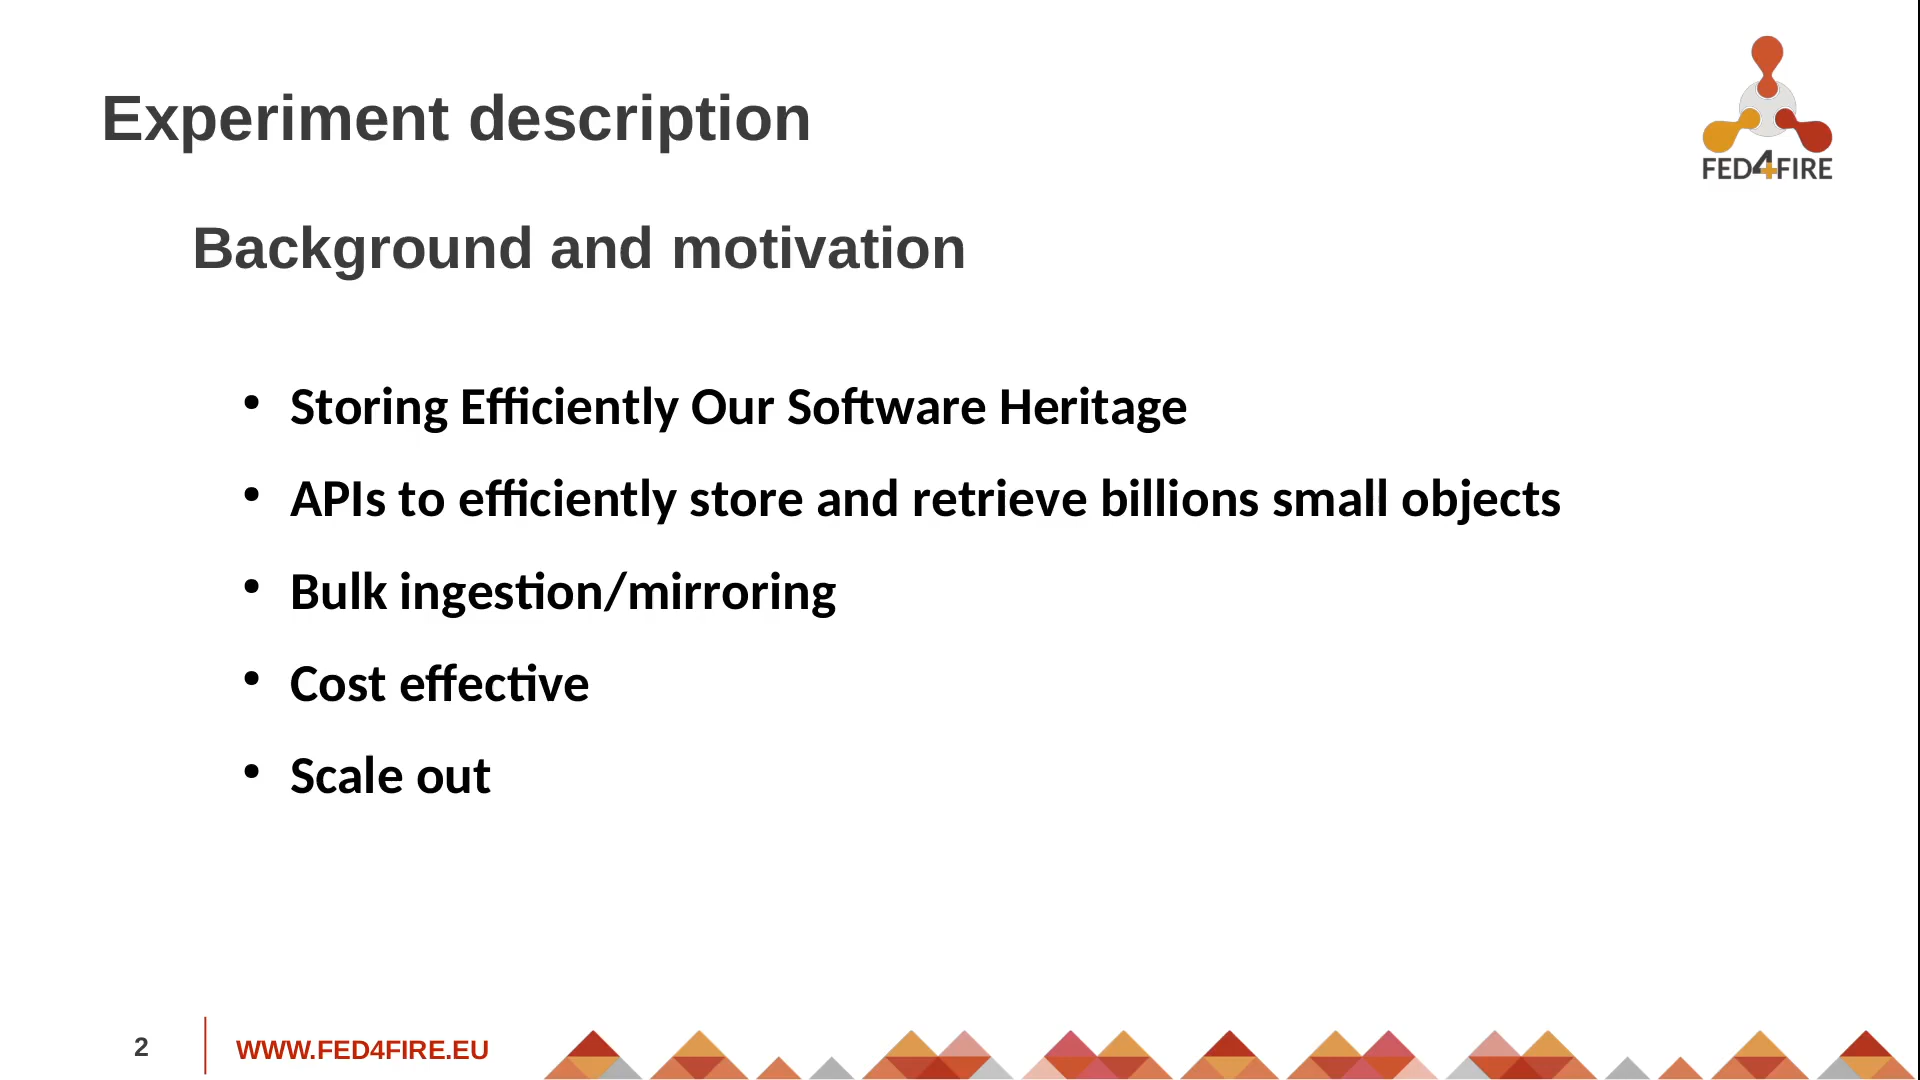 Experiment description
FED4FIRE
Background and motivation
• Storing Efficiently Our Software Heritage
• APIs to efficiently store and retrieve billions small objects
• Bulk ingestion/mirroring
• Cost effective
• Scale out
2
WWW.FED4FIRE.EU